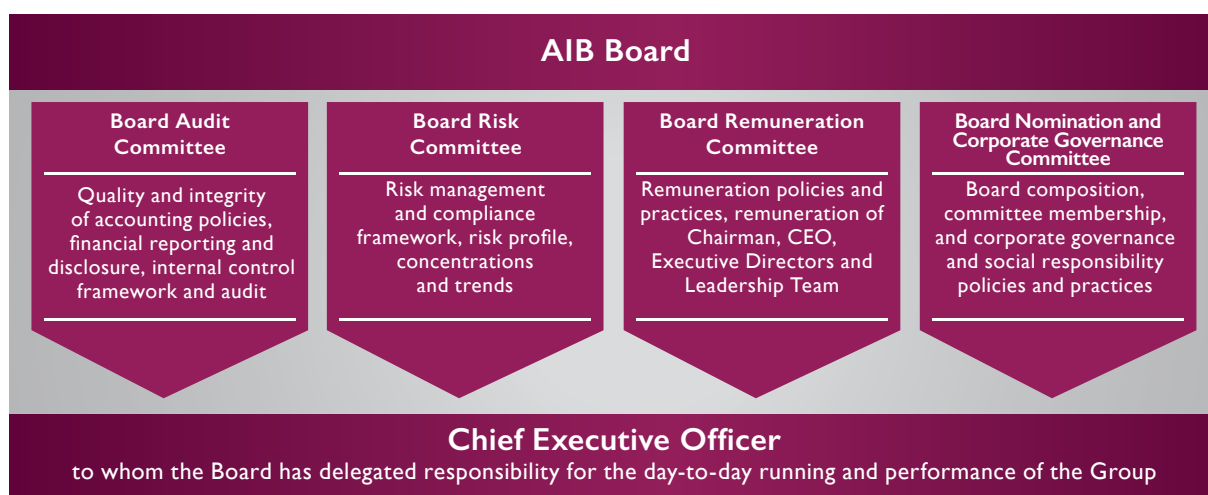 AIB Board
Board Audit
Committee
Quality and integrity
of accounting policies,
financial reporting and
disclosure, internal control
framework and audit
Board Risk
Committee
Risk management
and compliance
framework, risk profile,
concentrations
and trends
Board Remuneration
Committee
Remuneration policies and
practices, remuneration of
Chairman, CEO,
Executive Directors and
Leadership Team
Board Nomination and
Corporate Governance
Committee
Board composition,
committee membership,
and corporate governance
and social responsibility
policies and practices
Chief Executive Officer
to whom the Board has delegated responsibility for the day-to-day running and performance of the Group